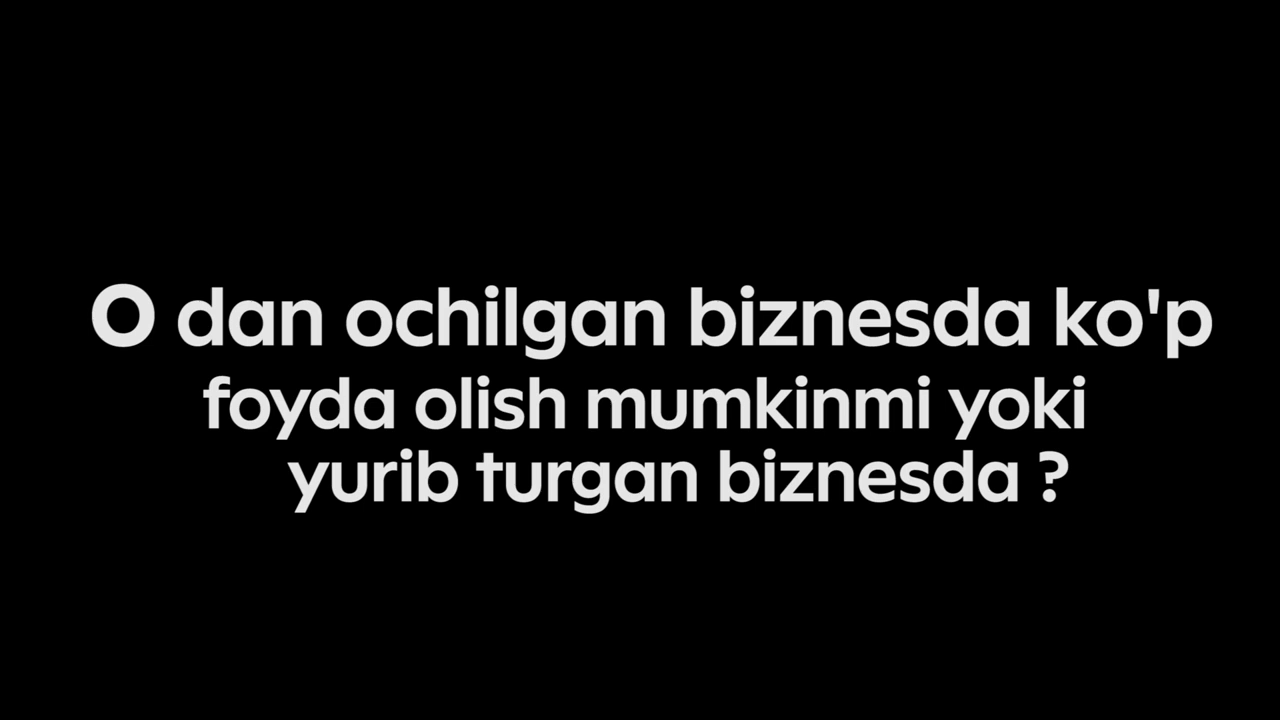 O dan ochilgan biznesda ko'p
foyda olish mumkinmi yoki
yurib turgan biznesda ?